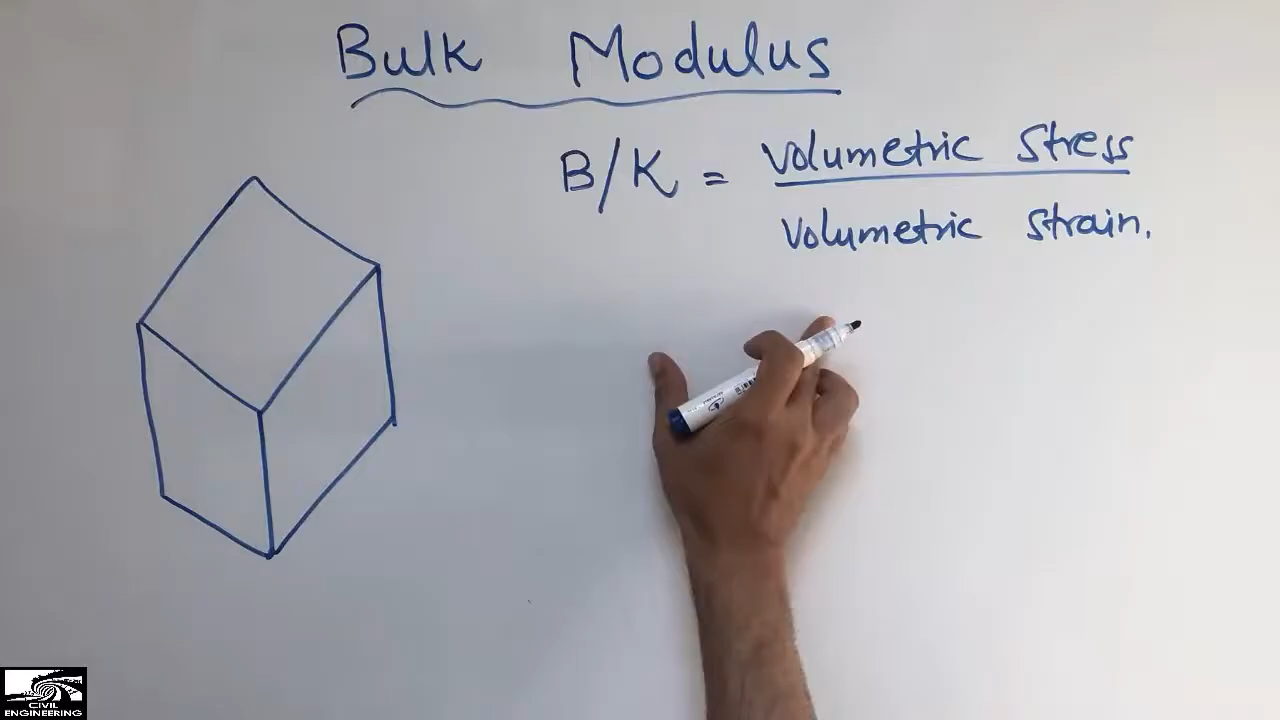 Bulk Modulus
B/K = Volumetric Stress
Volumetric Strain.
CIVIL
ENGINEERING